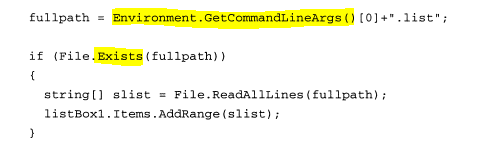 fullpath = Environment.GetCommandLineArgs()[0]+".list";
if (File.Exists(fullpath))
{
string[] slist = File.ReadAllLines(fullpath);
listBox1.Items.AddRange(slist);
}